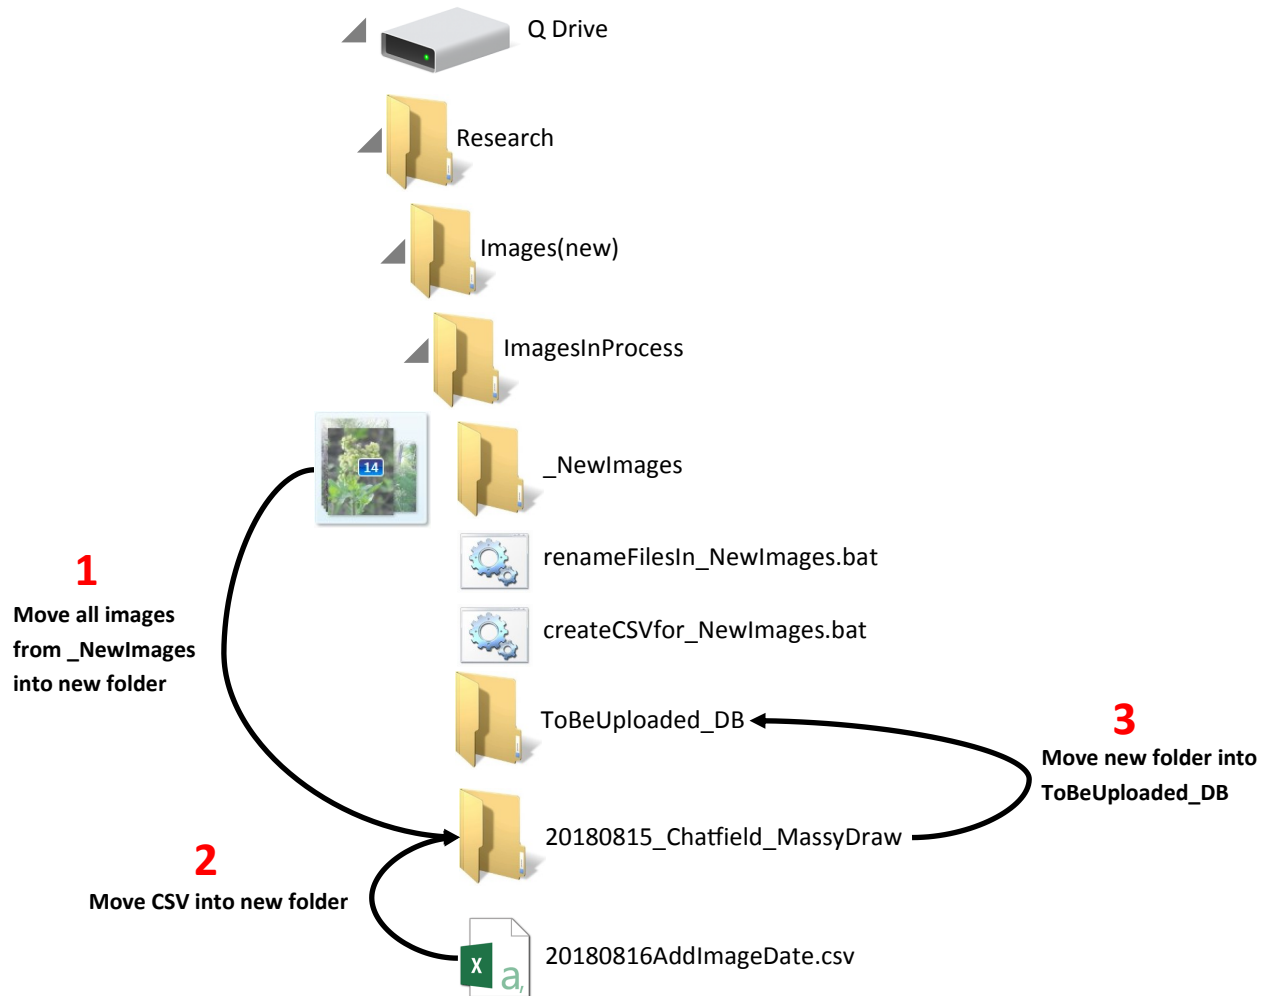 Q Drive
Research
Images(new)
ImagesInProcess
14
_NewImages
renameFilesIn_NewImages.bat
createCSVfor_NewImages.bat
1
Move all images
from _NewImages
into new folder
ToBeUploaded_DB
3
Move new folder into
ToBeUploaded_DB
20180815_Chatfield_MassyDraw
2
Move CSV into new folder
20180816AddImageDate.csv
X
a,